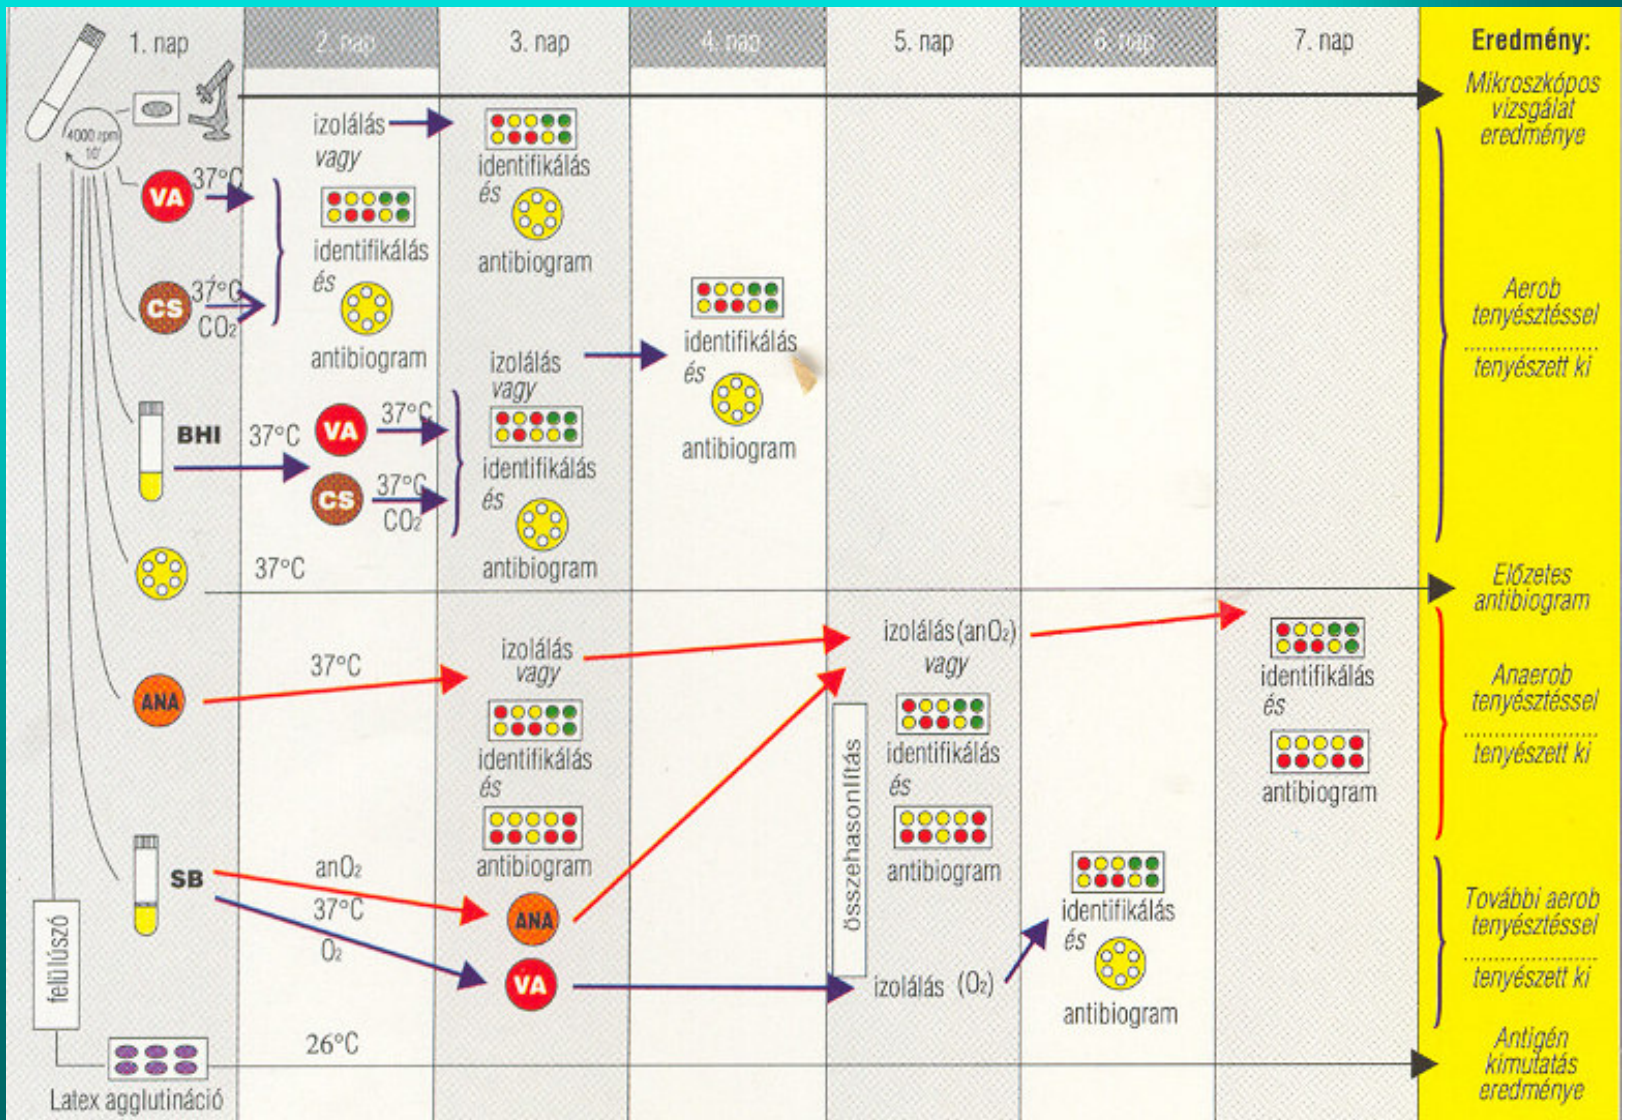 1. nap
2. nap
3. nap
4. nap
5. nap
6. nap
7. nap
Eredmény:
4000 rpm
10'
Mikroszkópos
vizsgálat
eredménye
VA
37°C
CS
37°C
CO₂
izolálás
vagy
identifikálás
és
antibiogram
identifikálás
és
antibiogram
BHI
37°C
VA
37°C
CS
37°C
CO₂
izolálás
vagy
identifikálás
és
antibiogram
identifikálás
és
antibiogram
Aerob
tenyésztéssel
....................
tenyészett ki
37°C
Előzetes
antibiogram
ANA
37°C
izolálás
vagy
identifikálás
és
antibiogram
izolálás(anO₂)
vagy
identifikálás
és
antibiogram
identifikálás
és
antibiogram
Anaerob
tenyésztéssel
....................
tenyészett ki
SB
anO₂
37°C
O₂
ANA
VA
összehasonlítás
izolálás (O₂)
identifikálás
és
antibiogram
További aerob
tenyésztéssel
....................
tenyészett ki
felülúszó
26°C
Latex agglutináció
Antigén
kimutatás
eredménye